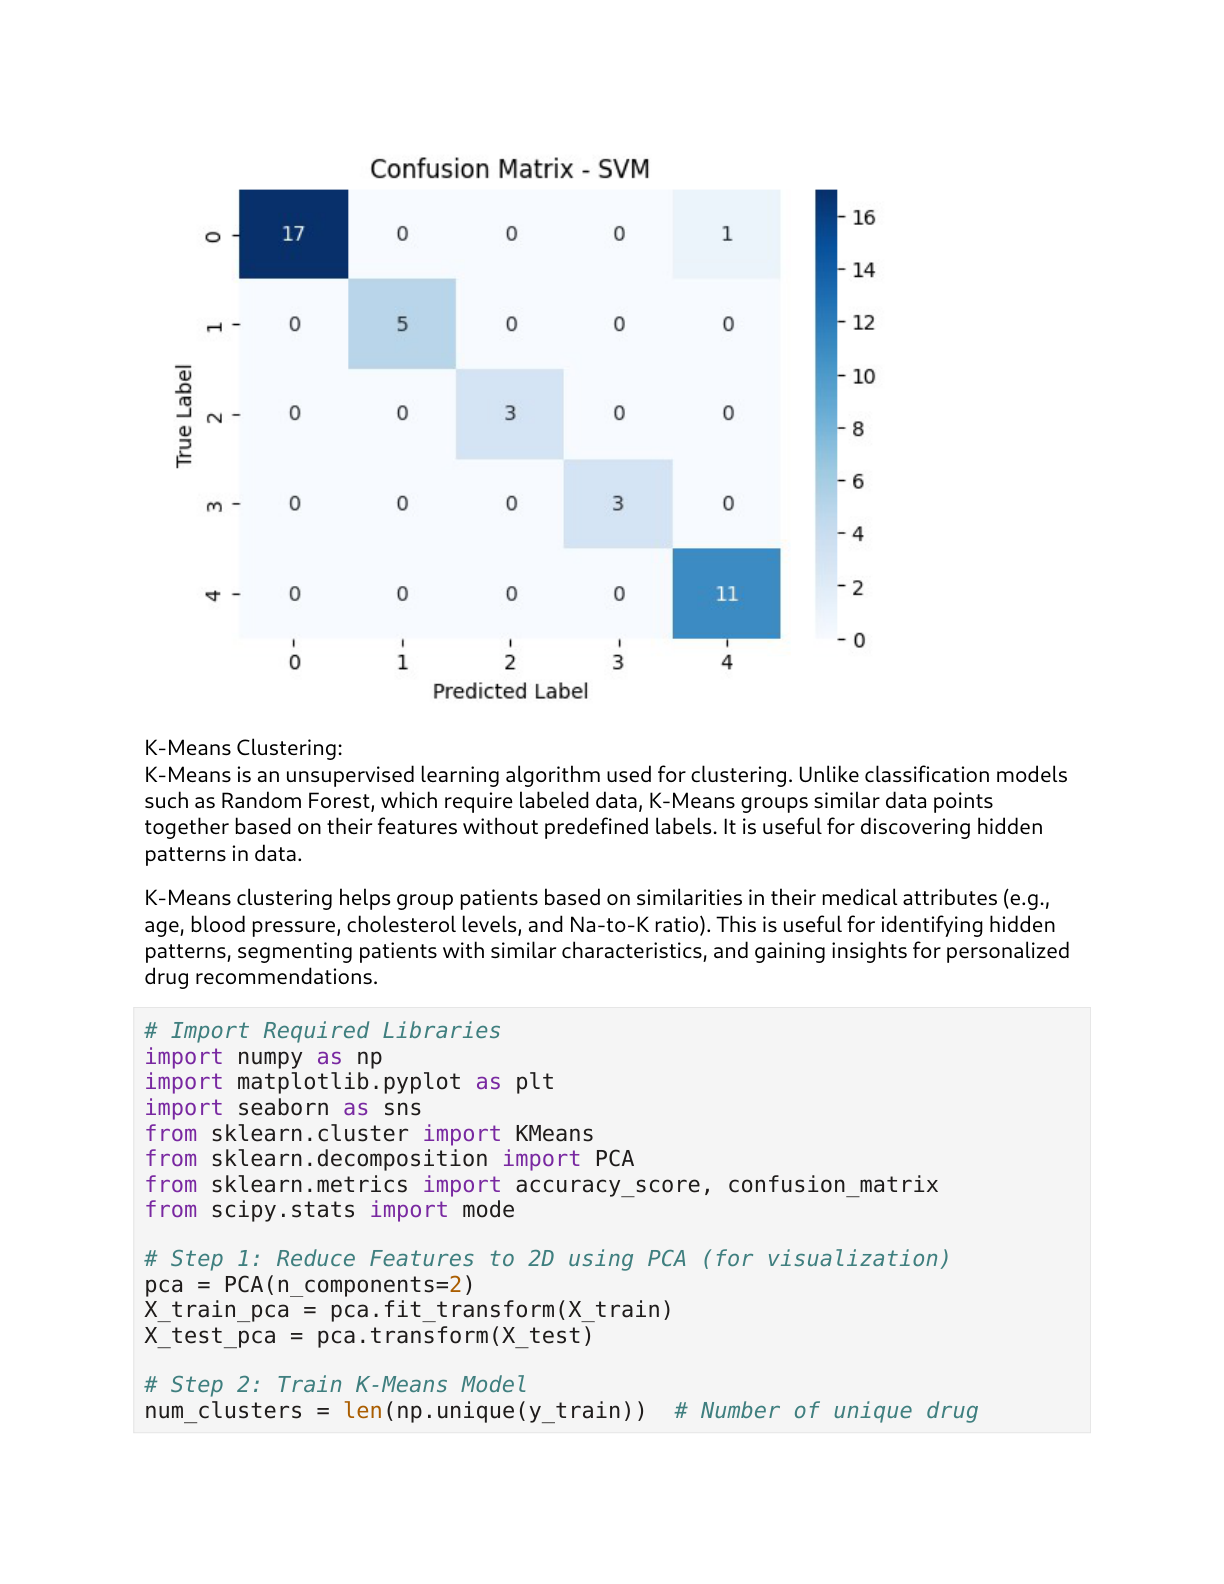 Confusion Matrix - SVM
0 17 0 0 0 1
1 0 5 0 0 0
2 0 0 3 0 0
3 0 0 0 3 0
4 0 0 0 0 11
0 1 2 3 4
True Label
Predicted Label
16
14
12
10
8
6
4
2
0
K-Means Clustering:
K-Means is an unsupervised learning algorithm used for clustering. Unlike classification models
such as Random Forest, which require labeled data, K-Means groups similar data points
together based on their features without predefined labels. It is useful for discovering hidden
patterns in data.
K-Means clustering helps group patients based on similarities in their medical attributes (e.g.,
age, blood pressure, cholesterol levels, and Na-to-K ratio). This is useful for identifying hidden
patterns, segmenting patients with similar characteristics, and gaining insights for personalized
drug recommendations.
# Import Required Libraries
import numpy as np
import matplotlib.pyplot as plt
import seaborn as sns
from sklearn.cluster import KMeans
from sklearn.decomposition import PCA
from sklearn.metrics import accuracy_score, confusion_matrix
from scipy.stats import mode
# Step 1: Reduce Features to 2D using PCA (for visualization)
pca = PCA(n_components=2)
X_train_pca = pca.fit_transform(X_train)
X_test_pca = pca.transform(X_test)
# Step 2: Train K-Means Model
num_clusters = len(np.unique(y_train))  # Number of unique drug